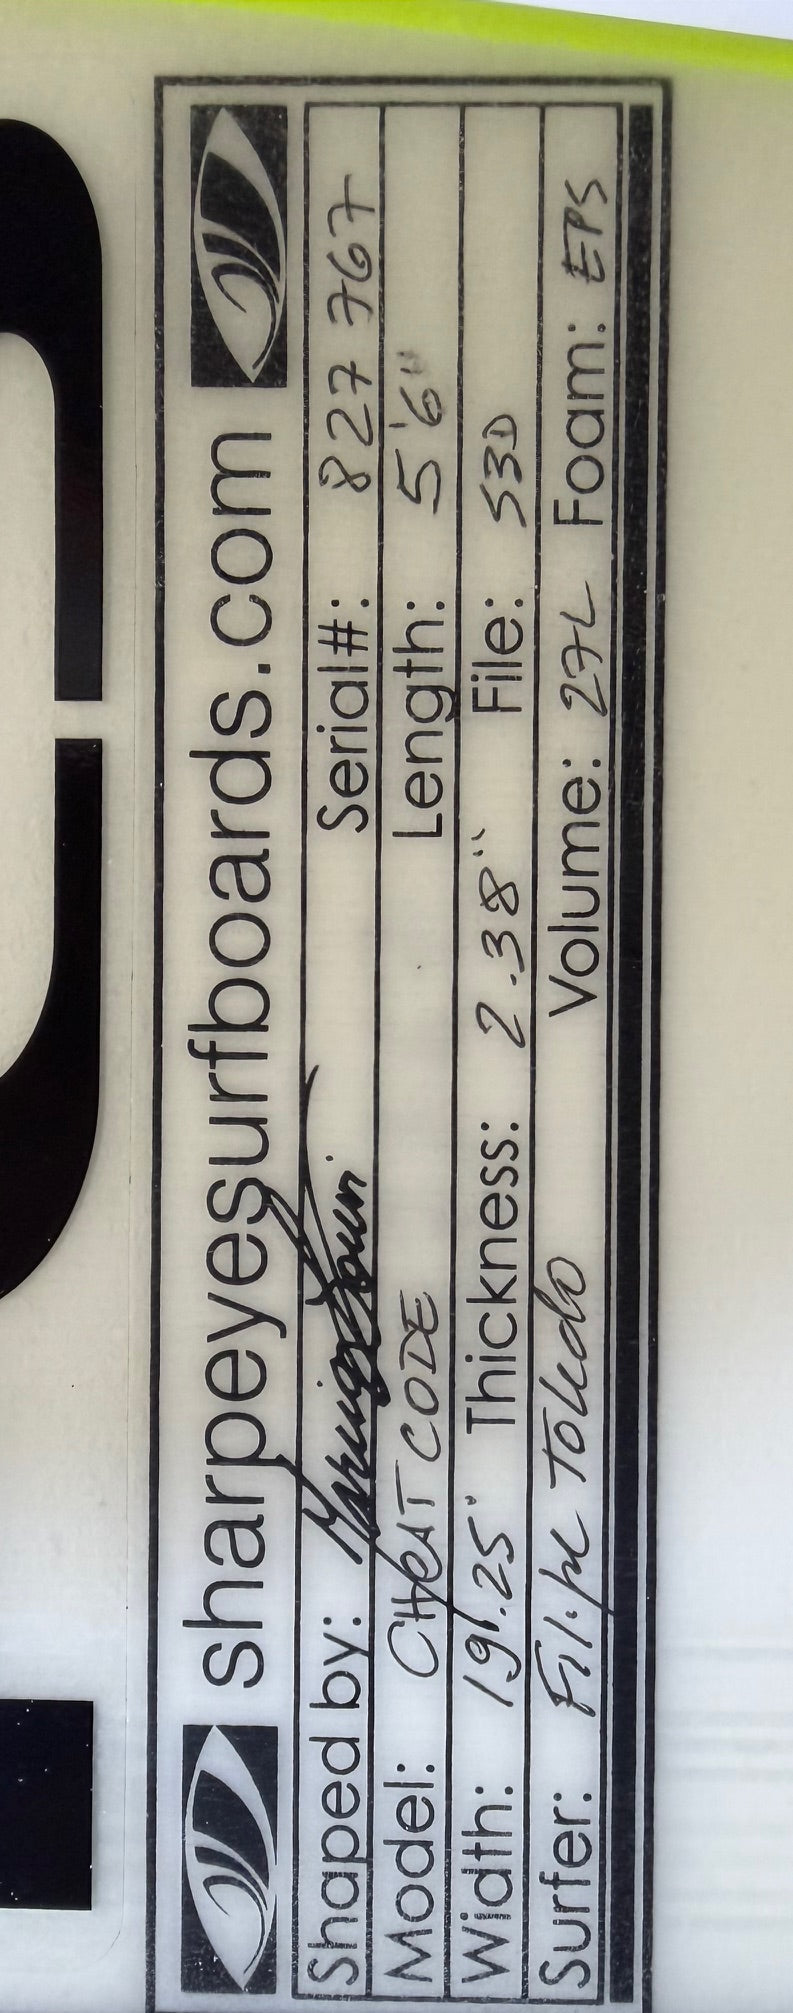 sharpeyesurfboards.com
Shaped by: Serial#: 827 767
Model: CHEAT CODE Length: 5'6"
Width: 19.25" Thickness: 2.38" File: S3D
Surfer: Filipe Toledo Volume: 27L Foam: EPS